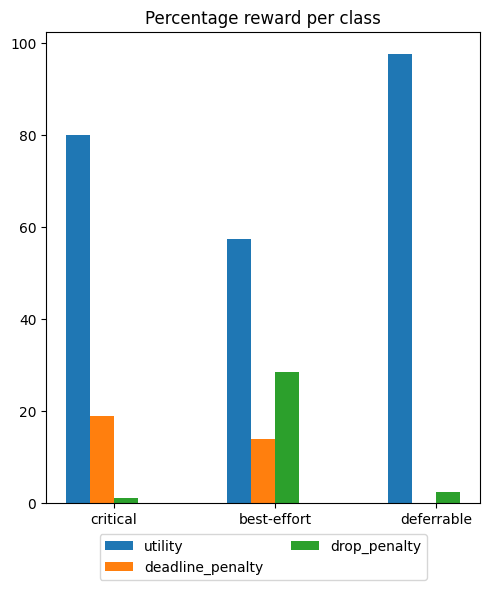 Percentage reward per class
100
80
60
40
20
0
critical best-effort deferrable
utility drop_penalty
deadline_penalty